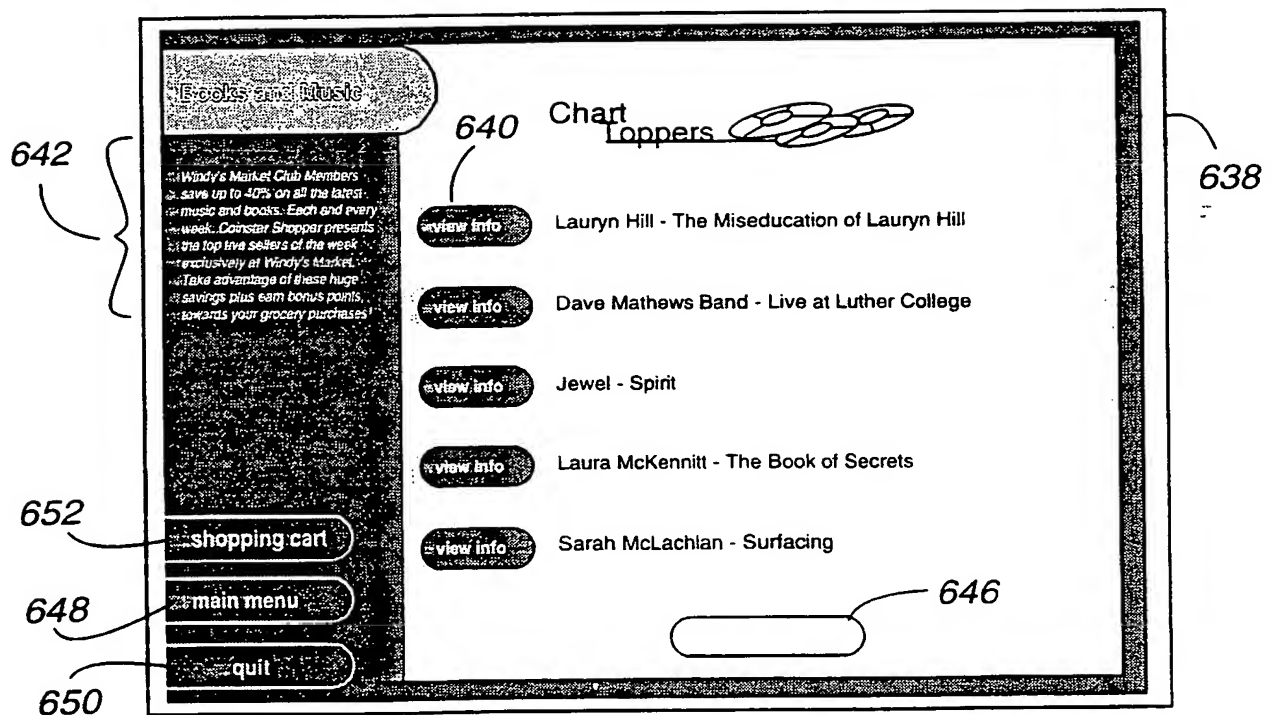 Books and Music
Chart
Toppers
640
642
638
Windy's Market Club Members
save up to 40% on all the latest
music and books. Each and every
week. Coinstar Shopper presents
the top five sellers of the week
exclusively at Windy's Market.
Take advantage of these huge
savings plus earn bonus points
towards your grocery purchases!
view info
Lauryn Hill - The Miseducation of Lauryn Hill
view info
Dave Mathews Band - Live at Luther College
view info
Jewel - Spirit
view info
Laura McKennitt - The Book of Secrets
view info
Sarah McLachlan - Surfacing
652
shopping cart
648
main menu
646
650
quit